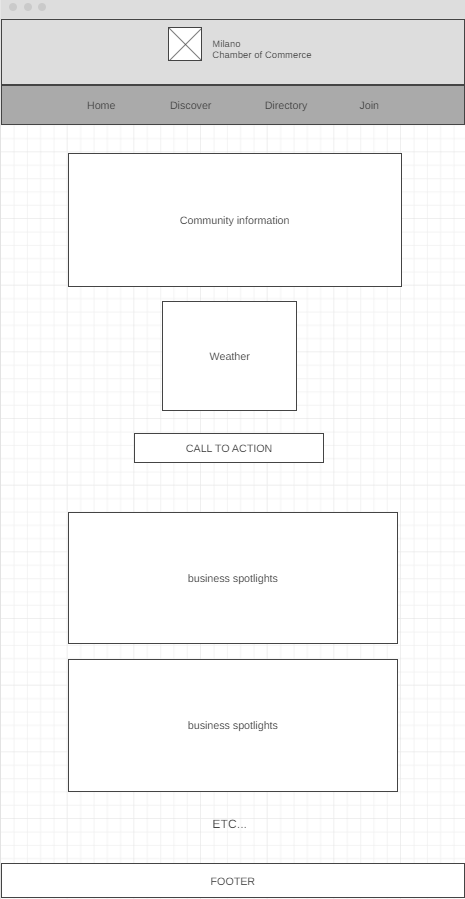 Milano
Chamber of Commerce
Home Discover Directory Join
Community information
Weather
CALL TO ACTION
business spotlights
business spotlights
ETC...
FOOTER